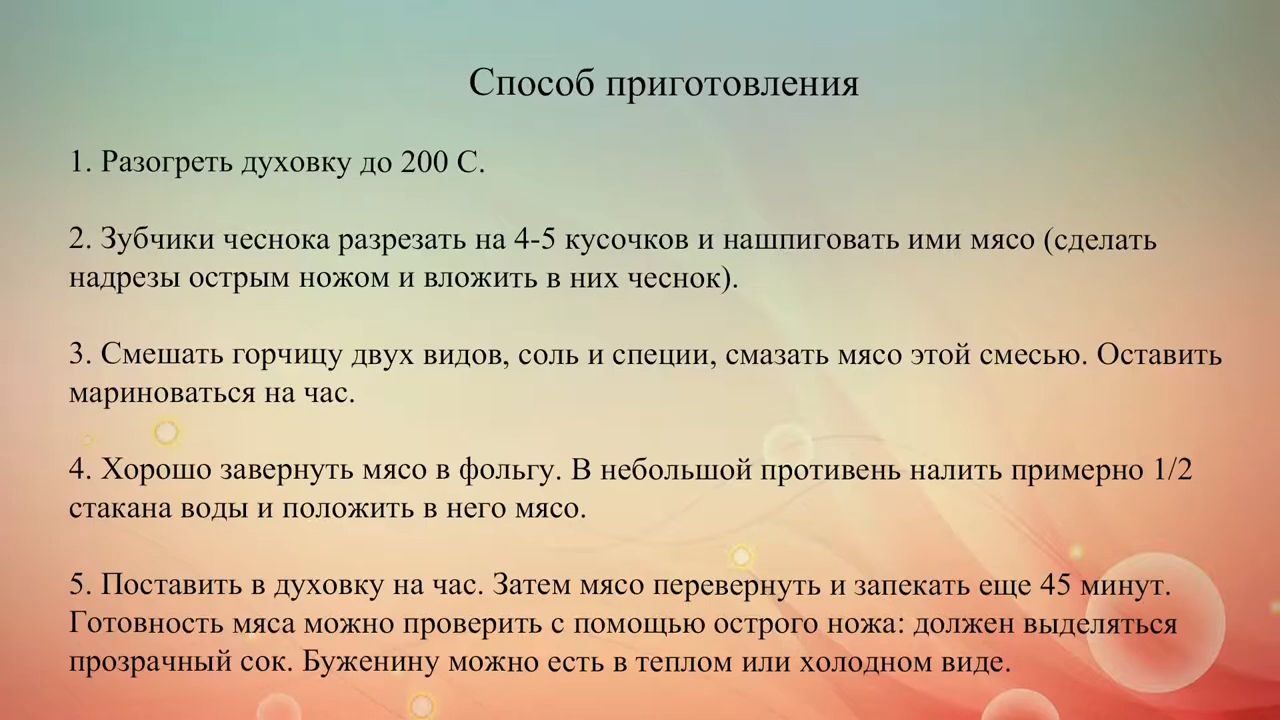 Способ приготовления
1. Разогреть духовку до 200 С.
2. Зубчики чеснока разрезать на 4-5 кусочков и нашпиговать ими мясо (сделать
надрезы острым ножом и вложить в них чеснок).
3. Смешать горчицу двух видов, соль и специи, смазать мясо этой смесью. Оставить
мариноваться на час.
4. Хорошо завернуть мясо в фольгу. В небольшой противень налить примерно 1/2
стакана воды и положить в него мясо.
5. Поставить в духовку на час. Затем мясо перевернуть и запекать еще 45 минут.
Готовность мяса можно проверить с помощью острого ножа: должен выделяться
прозрачный сок. Буженину можно есть в теплом или холодном виде.